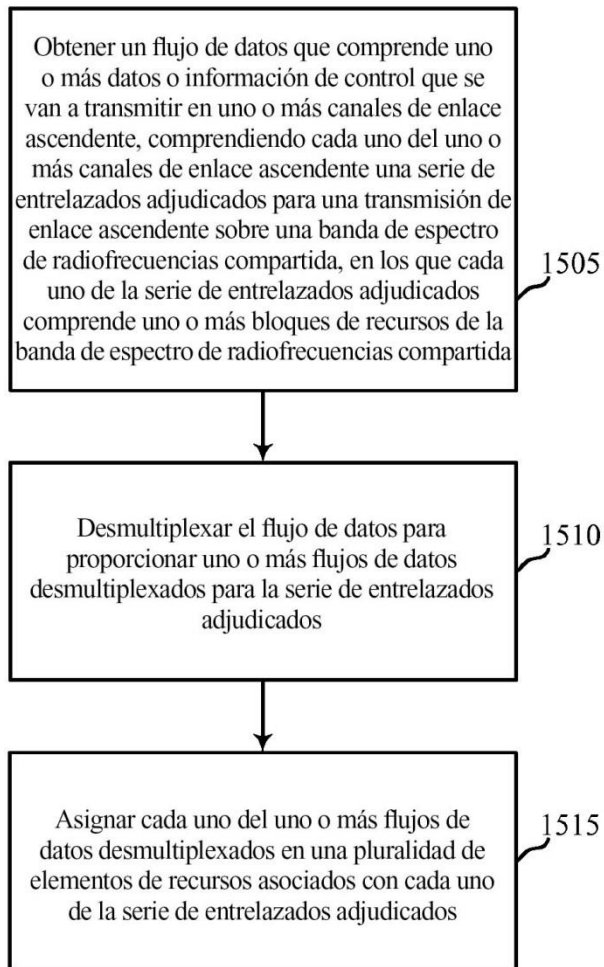 Obtener un flujo de datos que comprende uno
o más datos o información de control que se
van a transmitir en uno o más canales de enlace
ascendente, comprendiendo cada uno del uno o
más canales de enlace ascendente una serie de
entrelazados adjudicados para una transmisión de
enlace ascendente sobre una banda de espectro
de radiofrecuencias compartida, en los que cada
uno de la serie de entrelazados adjudicados
comprende uno o más bloques de recursos de la
banda de espectro de radiofrecuencias compartida
1505
Desmultiplexar el flujo de datos para
proporcionar uno o más flujos de datos
desmultiplexados para la serie de entrelazados
adjudicados
1510
Asignar cada uno del uno o más flujos de
datos desmultiplexados en una pluralidad de
elementos de recursos asociados con cada uno
de la serie de entrelazados adjudicados
1515